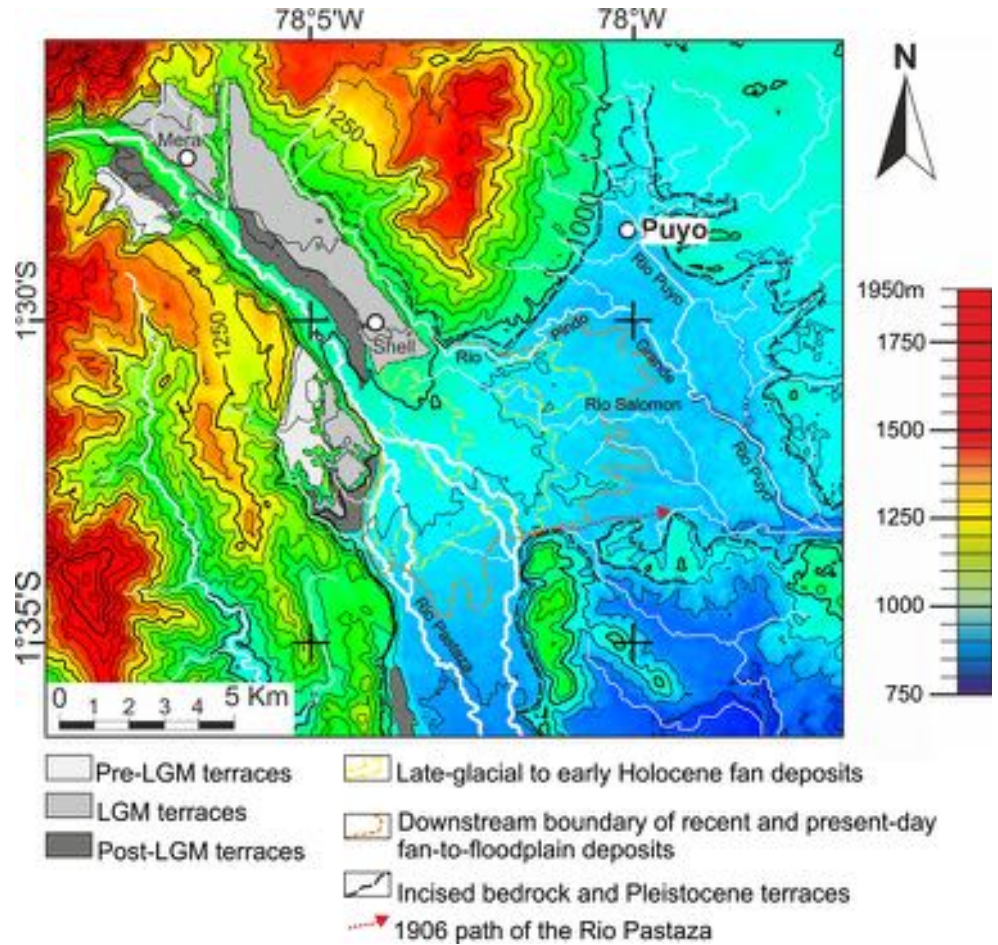 78°5'W 78°W
N
1250
Mera
1000
Puyo
Rio Puyo
1°30'S
Shell
Rio Pindo
Grande
1250
Rio Salomon
Rio Puyo
1950m
1750
1500
1250
1000
750
1°35'S
Rio Pastaza
0 1 2 3 4 5 Km
Pre-LGM terraces
LGM terraces
Post-LGM terraces
Late-glacial to early Holocene fan deposits
Downstream boundary of recent and present-day
fan-to-floodplain deposits
Incised bedrock and Pleistocene terraces
1906 path of the Rio Pastaza